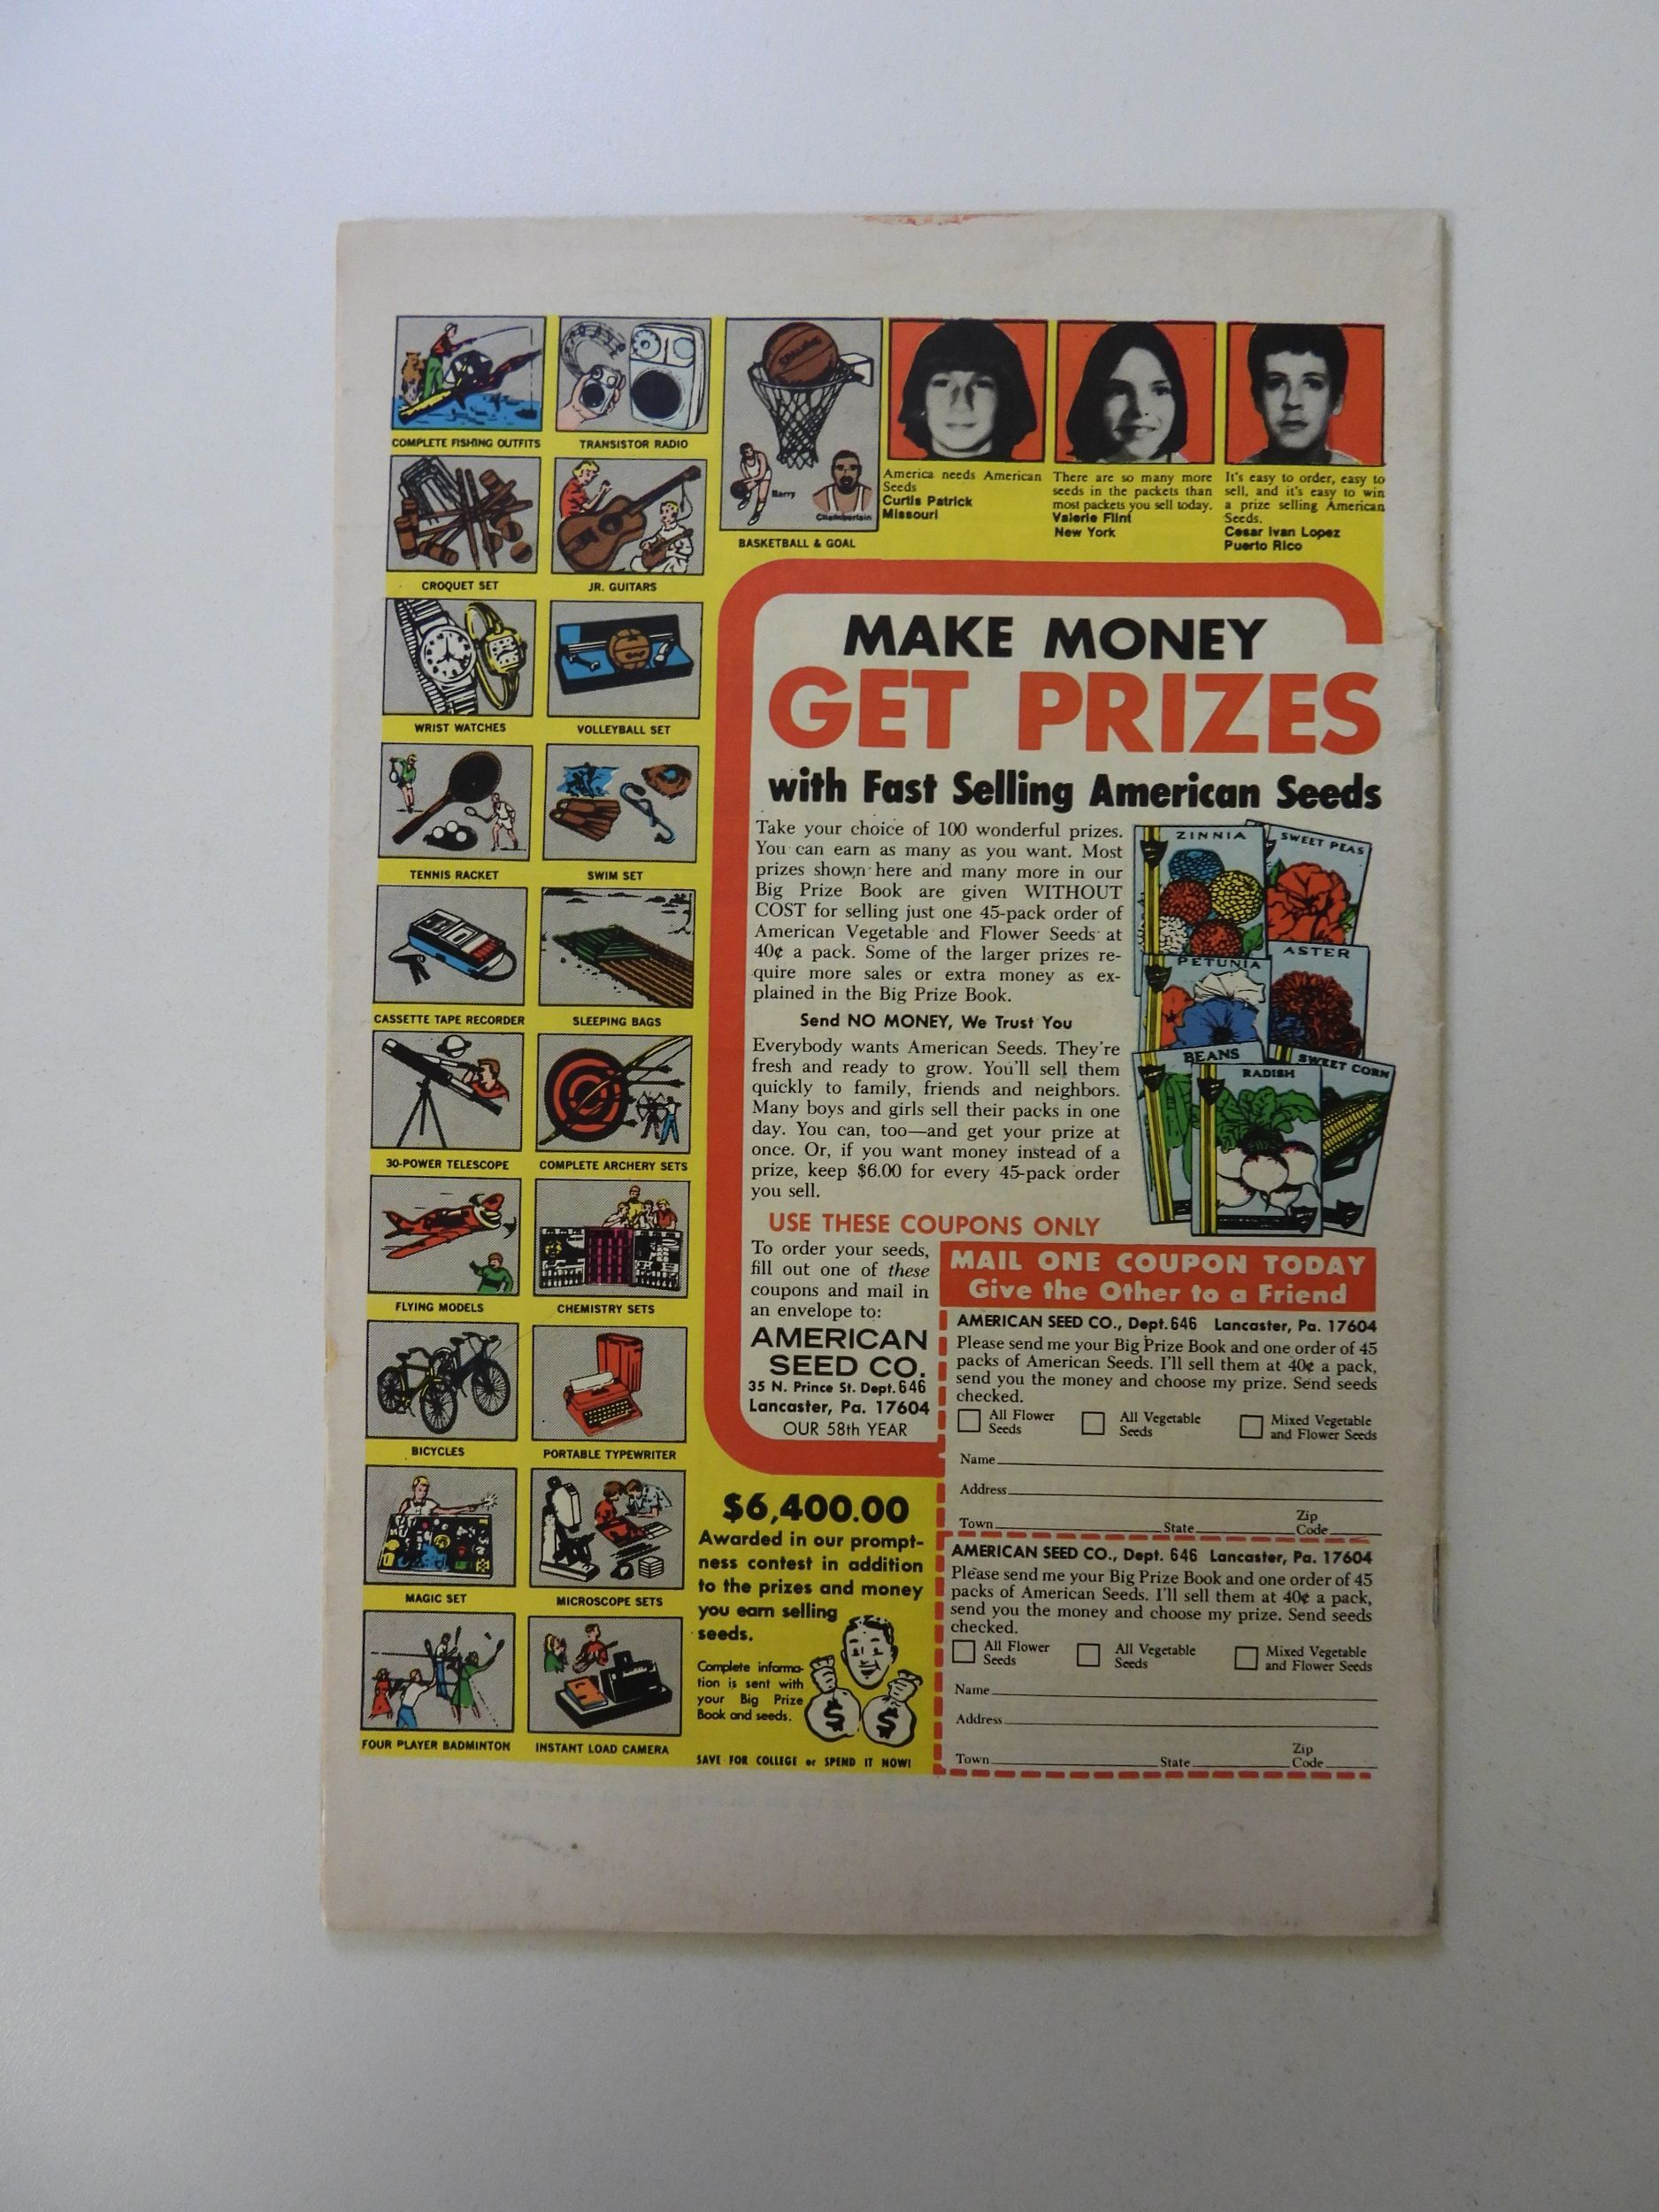 COMPLETE FISHING OUTFITS
TRANSISTOR RADIO
SPALDING
Barry
Chamberlain
BASKETBALL & GOAL
America needs American
Seeds
Curtis Patrick
Missouri
There are so many more
seeds in the packets than
most packets you sell today.
Valerie Flint
New York
It's easy to order, easy to
sell, and it's easy to win
a prize selling American
Seeds.
Cesar Ivan Lopez
Puerto Rico
CROQUET SET
JR. GUITARS
WRIST WATCHES
VOLLEYBALL SET
TENNIS RACKET
SWIM SET
CASSETTE TAPE RECORDER
SLEEPING BAGS
30-POWER TELESCOPE
COMPLETE ARCHERY SETS
FLYING MODELS
CHEMISTRY SETS
BICYCLES
PORTABLE TYPEWRITER
MAGIC SET
MICROSCOPE SETS
FOUR PLAYER BADMINTON
INSTANT LOAD CAMERA
MAKE MONEY
GET PRIZES
with Fast Selling American Seeds
Take your choice of 100 wonderful prizes.
You can earn as many as you want. Most
prizes shown here and many more in our
Big Prize Book are given WITHOUT
COST for selling just one 45-pack order of
American Vegetable and Flower Seeds at
40¢ a pack. Some of the larger prizes re-
quire more sales or extra money as ex-
plained in the Big Prize Book.
Send NO MONEY, We Trust You
Everybody wants American Seeds. They're
fresh and ready to grow. You'll sell them
quickly to family, friends and neighbors.
Many boys and girls sell their packs in one
day. You can, too—and get your prize at
once. Or, if you want money instead of a
prize, keep $6.00 for every 45-pack order
you sell.
ZINNIA
SWEET PEAS
PETUNIA
ASTER
BEANS
RADISH
SWEET CORN
USE THESE COUPONS ONLY
To order your seeds,
fill out one of these
coupons and mail in
an envelope to:
AMERICAN
SEED CO.
35 N. Prince St. Dept. 646
Lancaster, Pa. 17604
OUR 58th YEAR
MAIL ONE COUPON TODAY
Give the Other to a Friend
AMERICAN SEED CO., Dept. 646 Lancaster, Pa. 17604
Please send me your Big Prize Book and one order of 45
packs of American Seeds. I'll sell them at 40¢ a pack,
send you the money and choose my prize. Send seeds
checked.
All Flower
Seeds
All Vegetable
Seeds
Mixed Vegetable
and Flower Seeds
Name
Address
Town State Zip
Code
AMERICAN SEED CO., Dept. 646 Lancaster, Pa. 17604
Please send me your Big Prize Book and one order of 45
packs of American Seeds. I'll sell them at 40¢ a pack,
send you the money and choose my prize. Send seeds
checked.
All Flower
Seeds
All Vegetable
Seeds
Mixed Vegetable
and Flower Seeds
Name
Address
Town State Zip
Code
$6,400.00
Awarded in our prompt-
ness contest in addition
to the prizes and money
you earn selling
seeds.
Complete informa-
tion is sent with
your Big Prize
Book and seeds.
$ $
SAVE FOR COLLEGE or SPEND IT NOW!